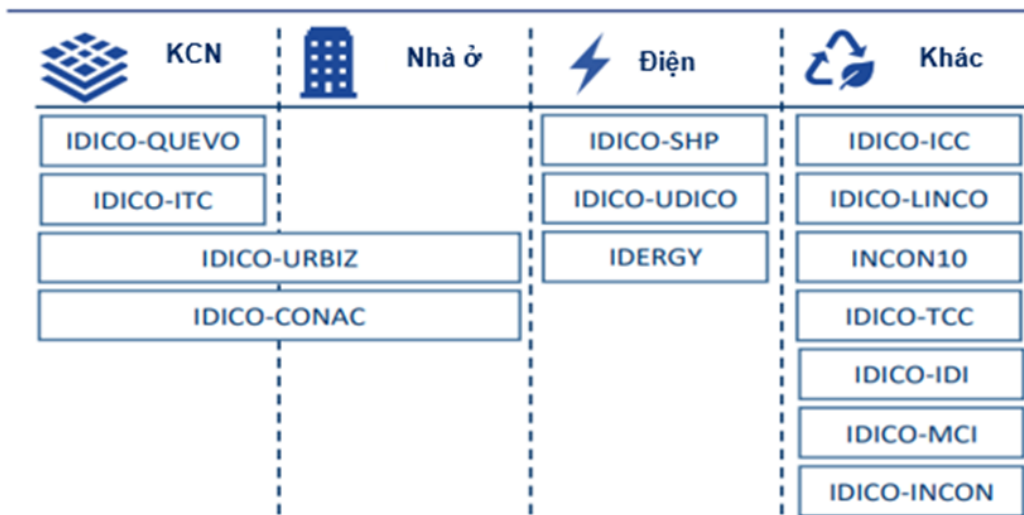 KCN
Nhà ở
Điện
Khác
IDICO-QUEVO
IDICO-SHP
IDICO-ICC
IDICO-ITC
IDICO-UDICO
IDICO-LINCO
IDICO-URBIZ
IDERGY
INCON10
IDICO-CONAC
IDICO-TCC
IDICO-IDI
IDICO-MCI
IDICO-INCON